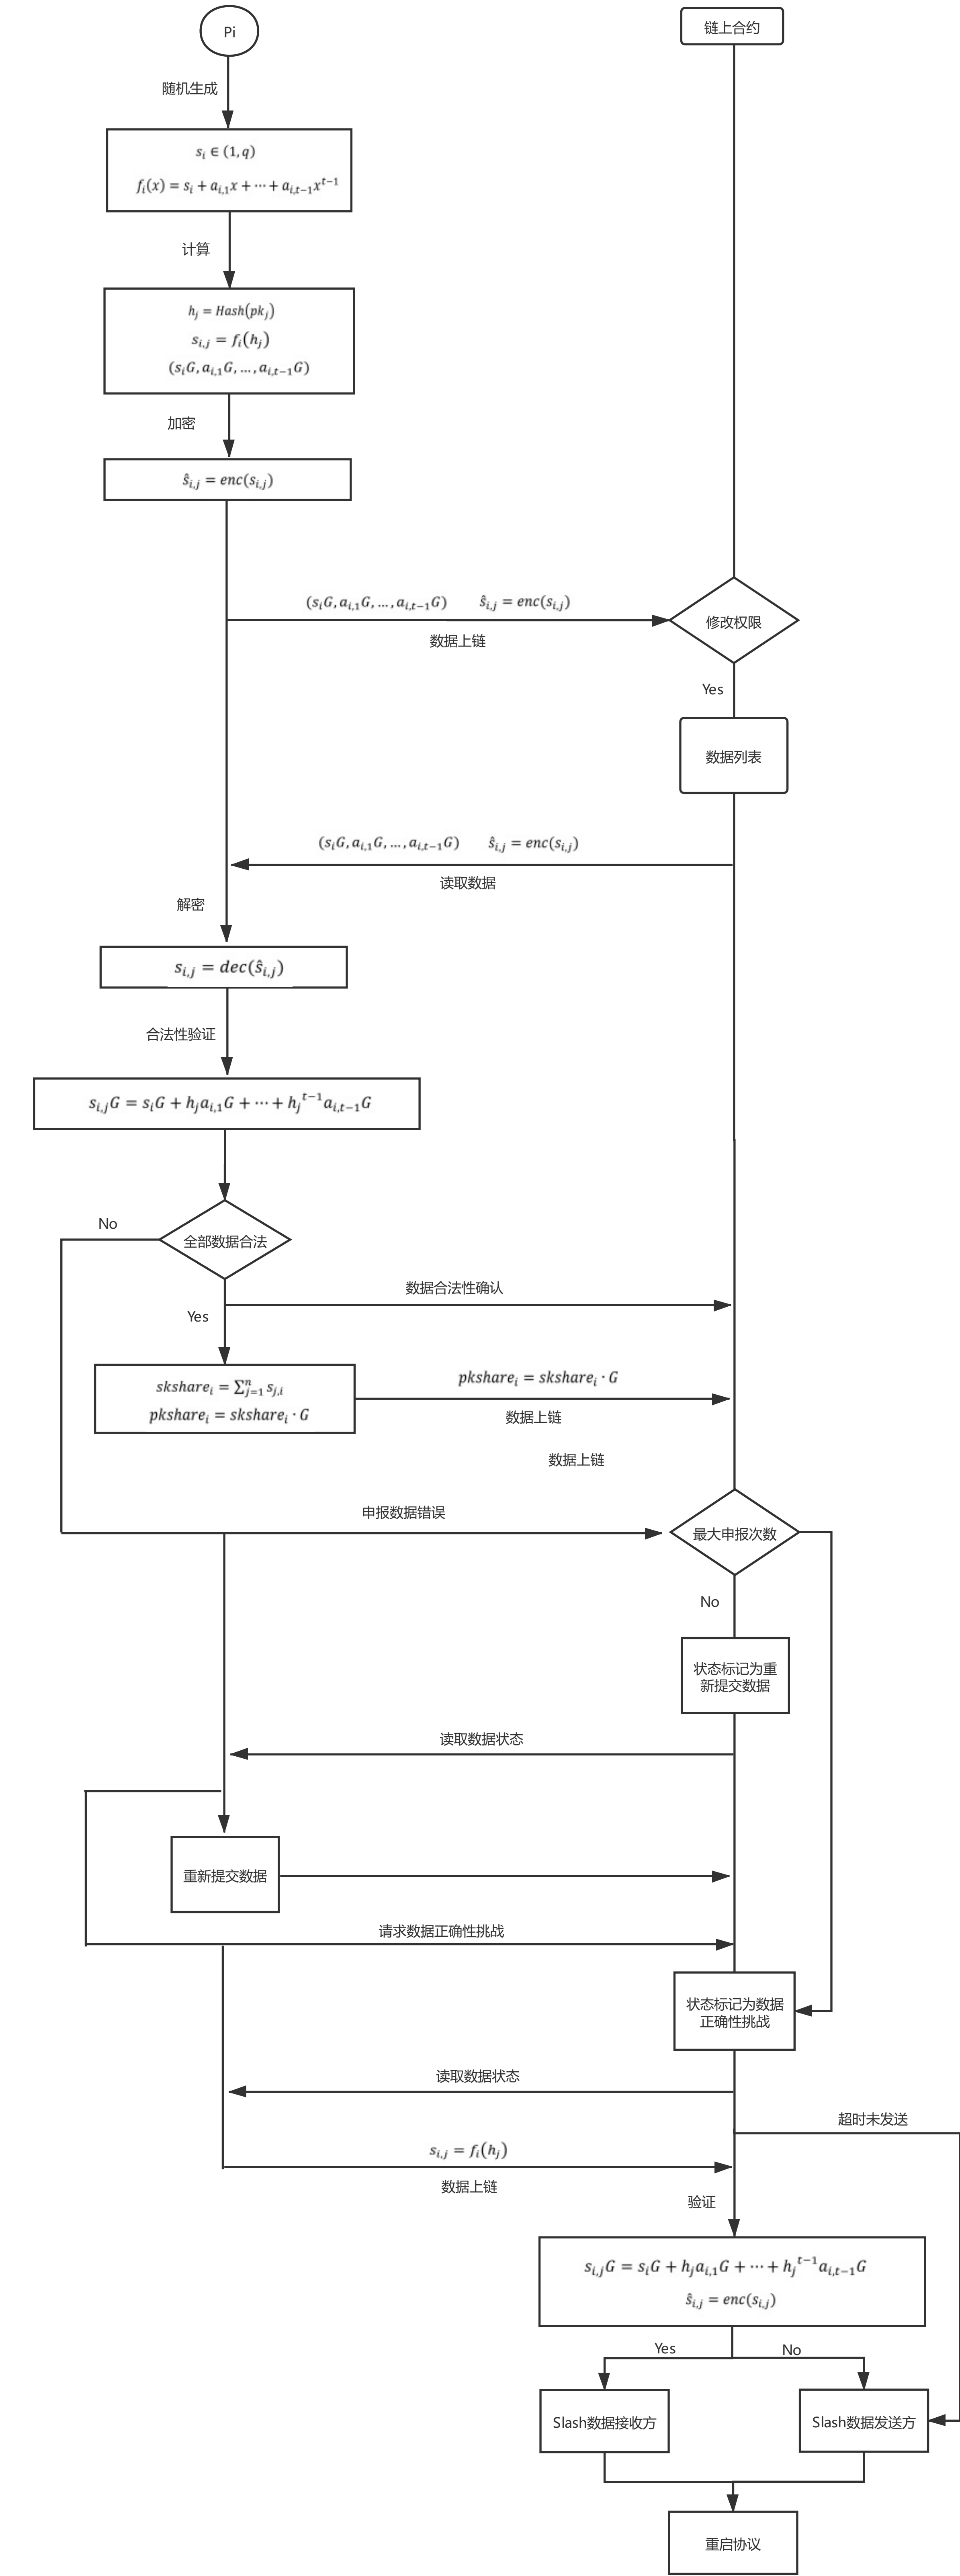 Pi
链上合约
随机生成
sᵢ ∈ (1, q)
fᵢ(x) = sᵢ + aᵢ,₁x + ⋯ + aᵢ,ₜ₋₁xᵗ⁻¹
计算
hⱼ = Hash(pkⱼ)
sᵢ,ⱼ = fᵢ(hⱼ)
(sᵢG, aᵢ,₁G, … , aᵢ,ₜ₋₁G)
加密
ŝᵢ,ⱼ = enc(sᵢ,ⱼ)
(sᵢG, aᵢ,₁G, … , aᵢ,ₜ₋₁G) ŝᵢ,ⱼ = enc(sᵢ,ⱼ)
修改权限
数据上链
Yes
数据列表
(sᵢG, aᵢ,₁G, … , aᵢ,ₜ₋₁G) ŝᵢ,ⱼ = enc(sᵢ,ⱼ)
读取数据
解密
sᵢ,ⱼ = dec(ŝᵢ,ⱼ)
合法性验证
sᵢ,ⱼG = sᵢG + hⱼaᵢ,₁G + ⋯ + hⱼᵗ⁻¹aᵢ,ₜ₋₁G
No
全部数据合法
数据合法性确认
Yes
skshareᵢ = ∑ⁿⱼ₌₁ sⱼ,ᵢ
pkshareᵢ = skshareᵢ · G
pkshareᵢ = skshareᵢ · G
数据上链
数据上链
申报数据错误
最大申报次数
No
状态标记为重
新提交数据
读取数据状态
重新提交数据
请求数据正确性挑战
状态标记为数据
正确性挑战
读取数据状态
超时未发送
sᵢ,ⱼ = fᵢ(hⱼ)
数据上链
验证
sᵢ,ⱼG = sᵢG + hⱼaᵢ,₁G + ⋯ + hⱼᵗ⁻¹aᵢ,ₜ₋₁G
ŝᵢ,ⱼ = enc(sᵢ,ⱼ)
Yes
No
Slash数据接收方
Slash数据发送方
重启协议